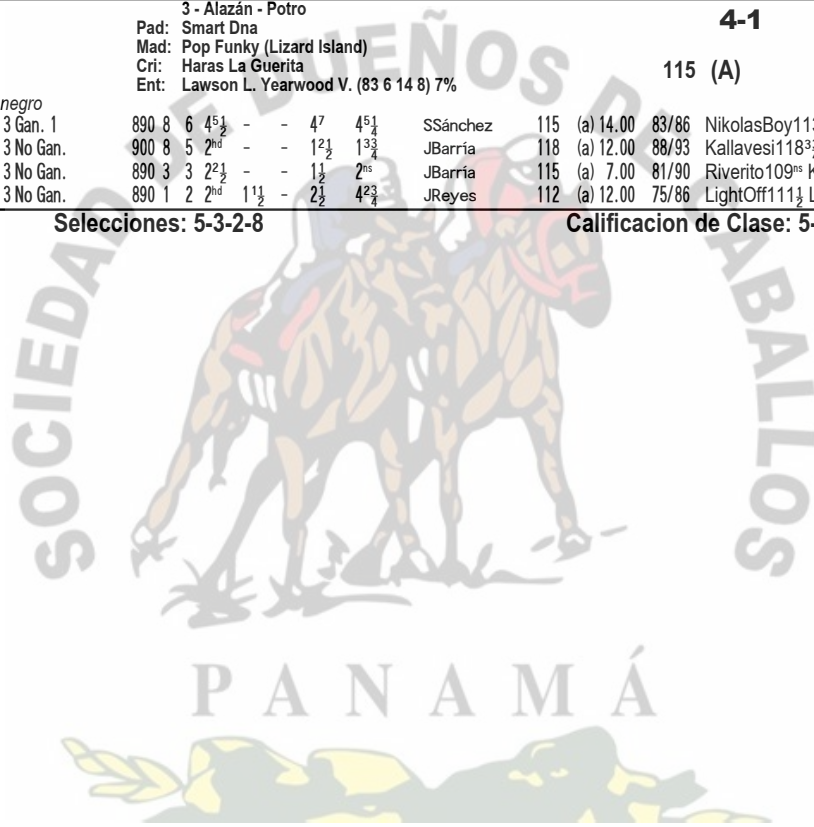 3 - Alazán - Potro
Pad: Smart Dna
Mad: Pop Funky (Lizard Island)
Cri: Haras La Guerita
Ent: Lawson L. Yearwood V. (83 6 14 8) 7%
4-1
115 (A)
negro
3 Gan. 1 890 8 6 4⁵½ - - 4⁷ 4⁵¼ SSánchez 115 (a) 14.00 83/86 NikolasBoy113
3 No Gan. 900 8 5 2ʰᵈ - - 1²½ 1³¾ JBarría 118 (a) 12.00 88/93 Kallavesi118³½
3 No Gan. 890 3 3 2²½ - - 1½ 2ⁿˢ JBarría 115 (a) 7.00 81/90 Riverito109ⁿˢ K
3 No Gan. 890 1 2 2ʰᵈ 1¹½ - 2½ 4²¾ JReyes 112 (a) 12.00 75/86 LightOff111½ L
Selecciones: 5-3-2-8 Calificacion de Clase: 5-
SOCIEDAD DE DUEÑOS DE CABALLOS
PANAMÁ